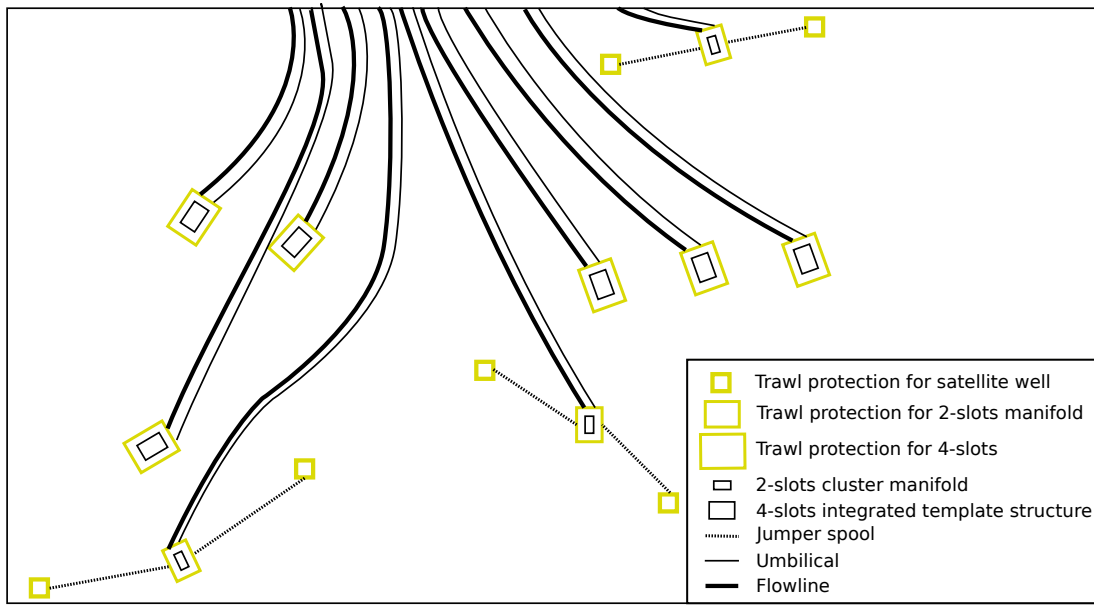 Trawl protection for satellite well
Trawl protection for 2-slots manifold
Trawl protection for 4-slots
2-slots cluster manifold
4-slots integrated template structure
Jumper spool
Umbilical
Flowline